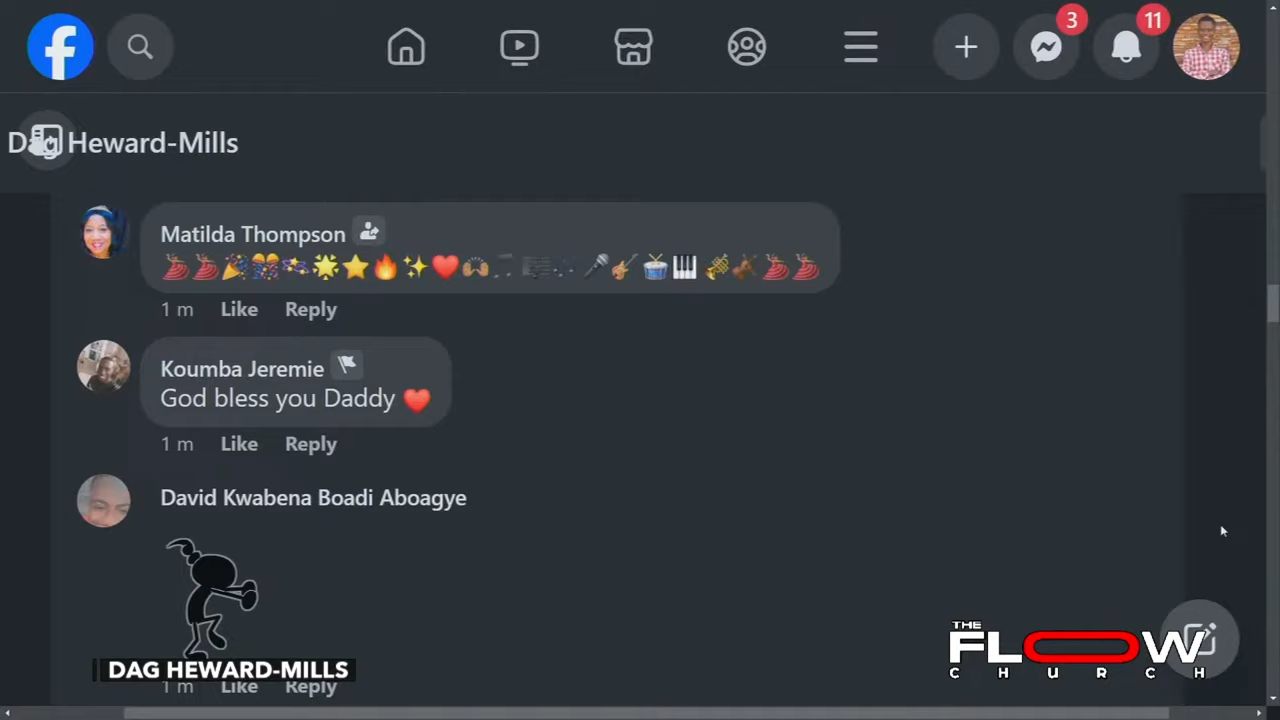 3
11
Dag Heward-Mills
Matilda Thompson
1 m Like Reply
Koumba Jeremie
God bless you Daddy ❤️
1 m Like Reply
David Kwabena Boadi Aboagye
DAG HEWARD-MILLS
1 m Like Reply
THE
FLOW
CHURCH